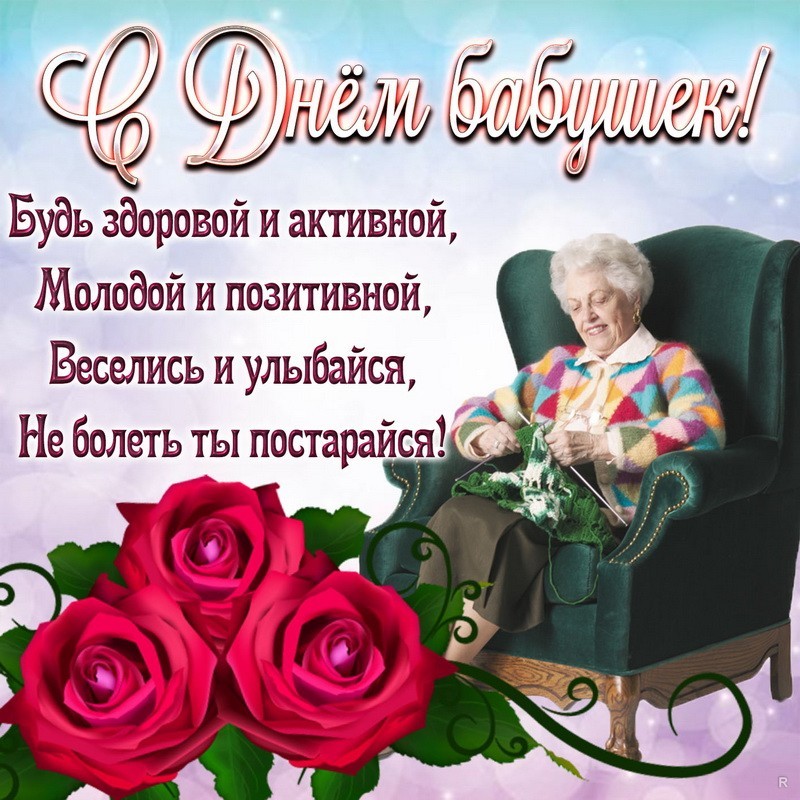 С Днём бабушек!
Будь здоровой и активной,
Молодой и позитивной,
Веселись и улыбайся,
Не болеть ты постарайся!
R